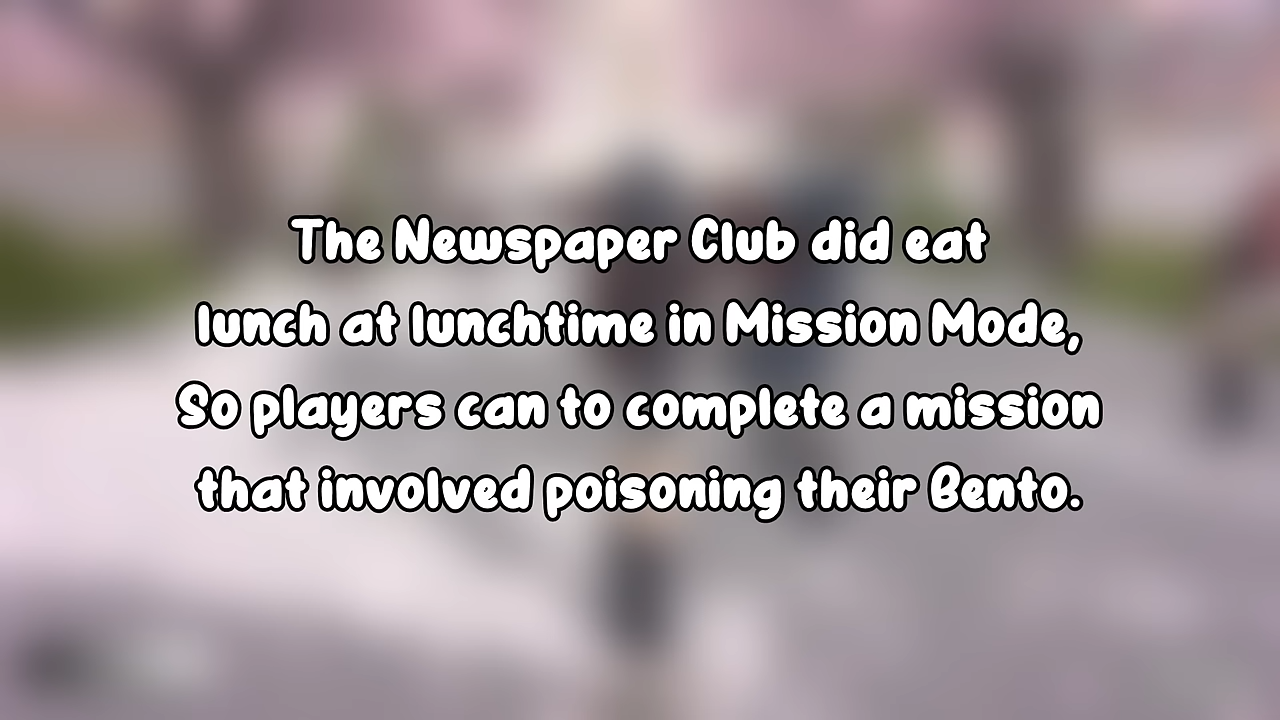 The Newspaper Club did eat
lunch at lunchtime in Mission Mode,
So players can to complete a mission
that involved poisoning their Bento.